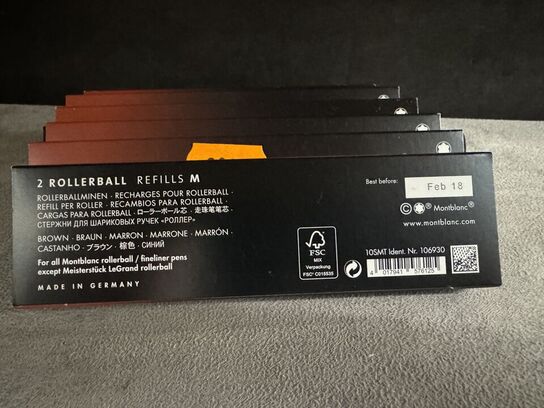 2 ROLLERBALL REFILLS M
ROLLERBALLMINEN · RECHARGES POUR ROLLERBALL ·
REFILL PER ROLLER · RECAMBIOS PARA ROLLERBALL ·
CARGAS PARA ROLLERBALL · ローラーボール芯 · 走珠笔笔芯 ·
СТЕРЖНИ ДЛЯ ШАРИКОВЫХ РУЧЕК «РОЛЛЕР»
BROWN · BRAUN · MARRON · MARRONE · MARRÓN ·
CASTANHO · ブラウン · 棕色 · СИНИЙ
For all Montblanc rollerball / fineliner pens
except Meisterstück LeGrand rollerball
MADE IN GERMANY
FSC
MIX
Verpackung
FSC® C015535
Best before: Feb 18
© Montblanc
www.montblanc.com
10SMT Ident. Nr. 106930
4 017941 576125